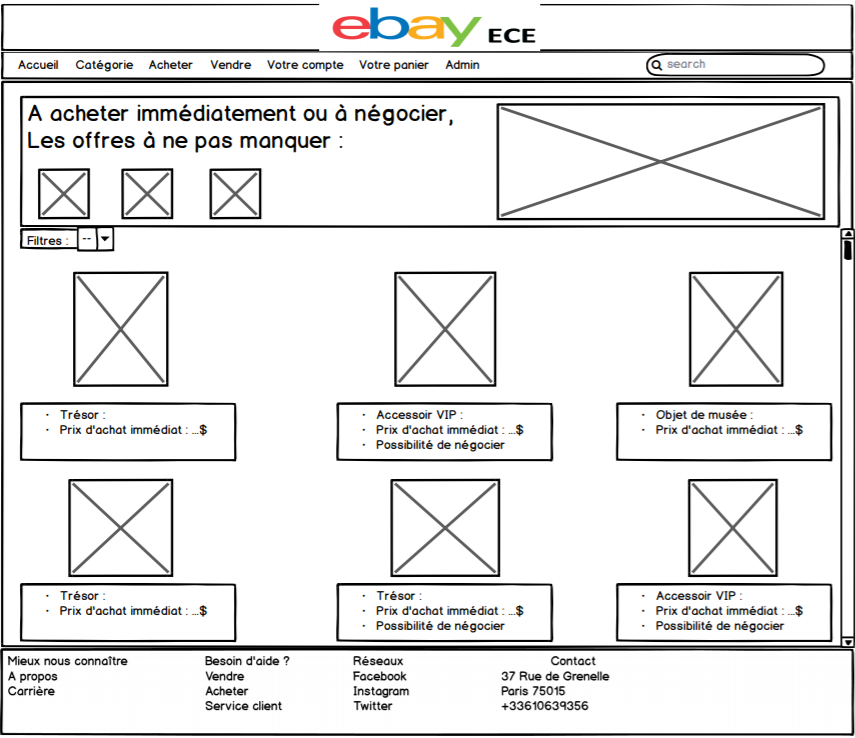 ebay ECE
Accueil Catégorie Acheter Vendre Votre compte Votre panier Admin search
A acheter immédiatement ou à négocier,
Les offres à ne pas manquer :
Filtres : --
· Trésor :
· Prix d'achat immédiat : ...$
· Accessoir VIP :
· Prix d'achat immédiat : ...$
· Possibilité de négocier
· Objet de musée :
· Prix d'achat immédiat : ...$
· Trésor :
· Prix d'achat immédiat : ...$
· Trésor :
· Prix d'achat immédiat : ...$
· Possibilité de négocier
· Accessoir VIP :
· Prix d'achat immédiat : ...$
· Possibilité de négocier
Mieux nous connaître
A propos
Carrière
Besoin d'aide ?
Vendre
Acheter
Service client
Réseaux
Facebook
Instagram
Twitter
Contact
37 Rue de Grenelle
Paris 75015
+33610639356